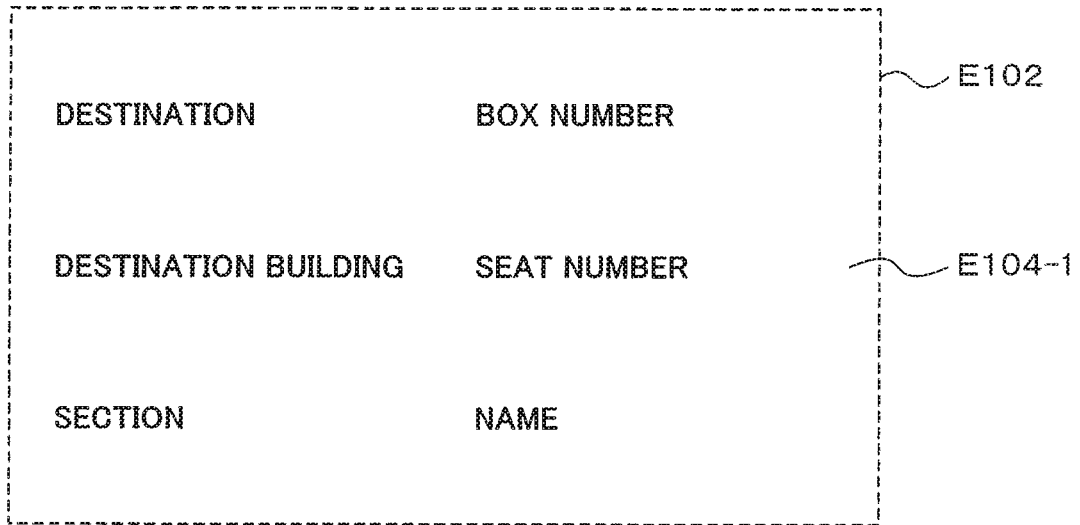 E102
DESTINATION BOX NUMBER
DESTINATION BUILDING SEAT NUMBER E104-1
SECTION NAME